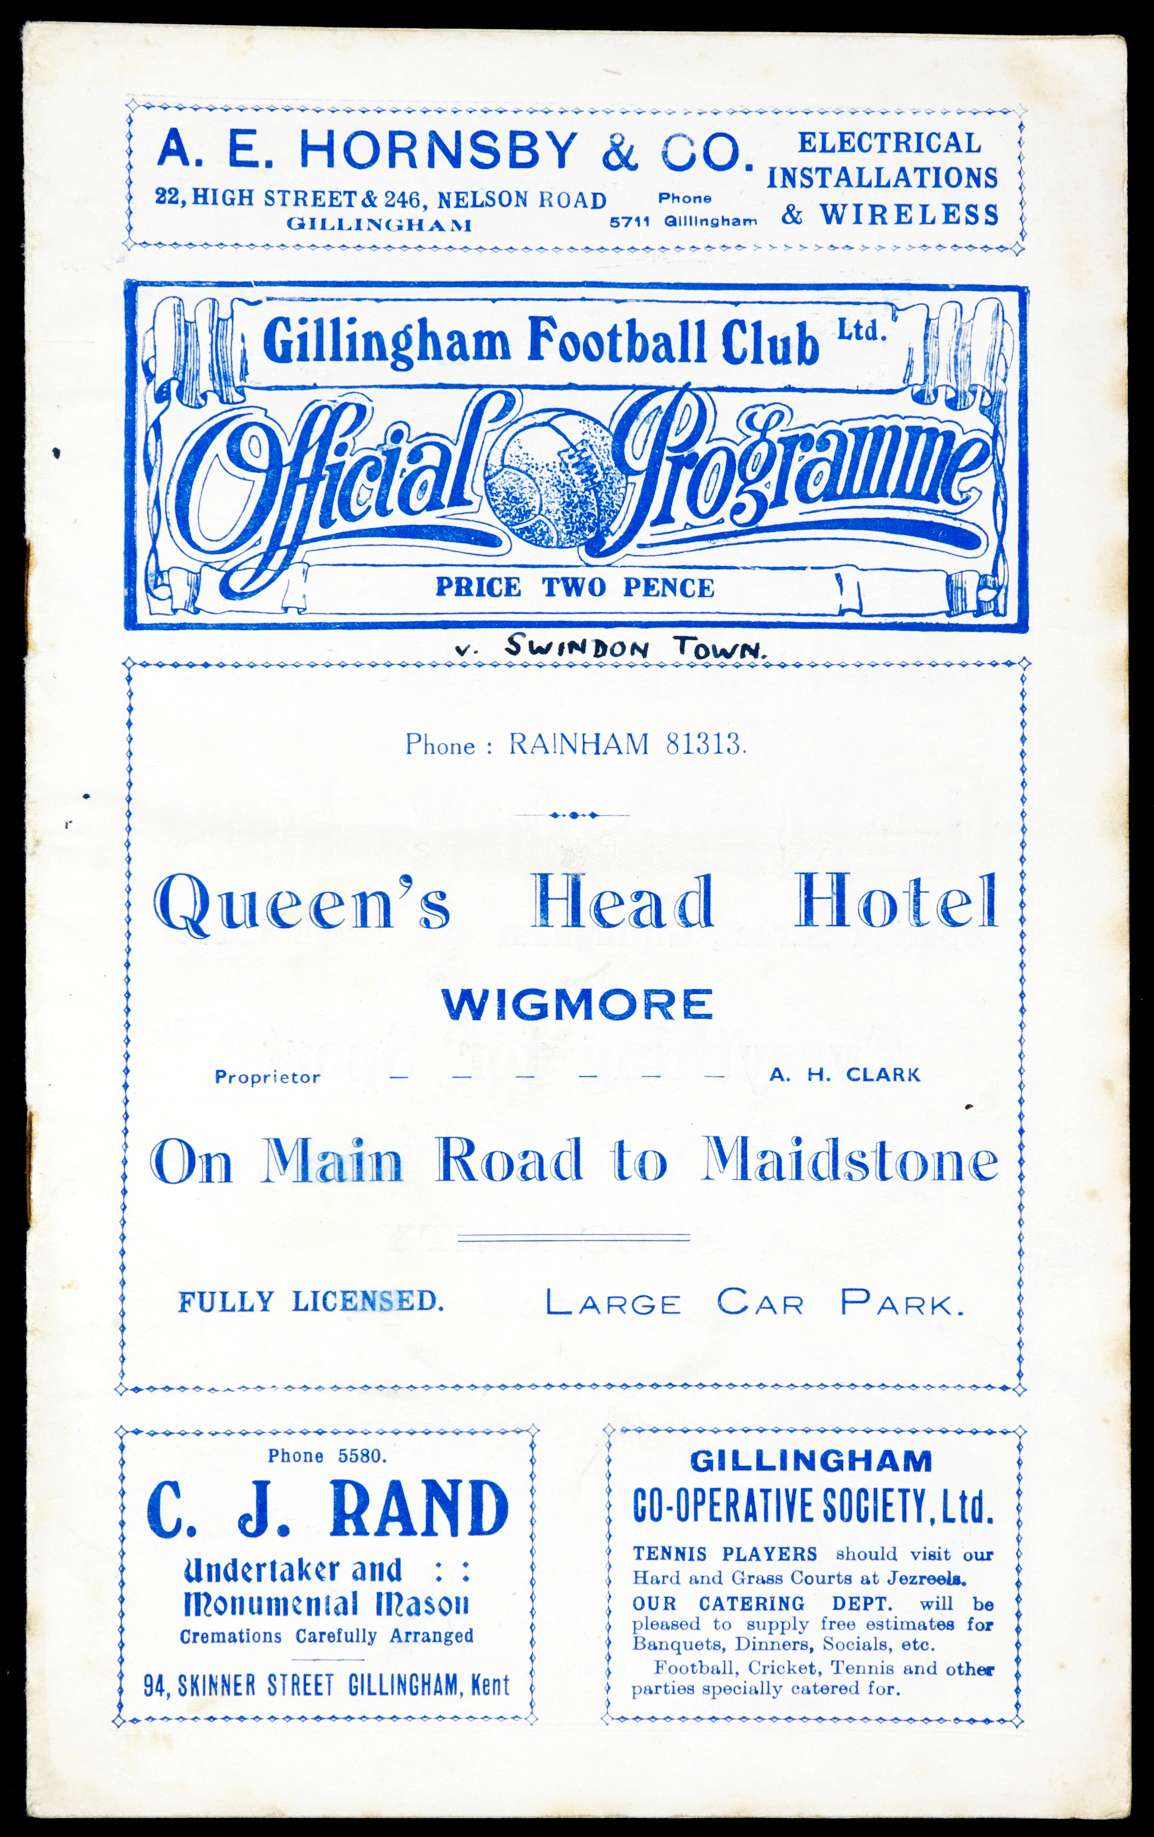 A. E. HORNSBY & CO.
22, HIGH STREET & 246, NELSON ROAD
GILLINGHAM
Phone
5711 Gillingham
ELECTRICAL
INSTALLATIONS
& WIRELESS
Gillingham Football Club Ltd.
Official Programme
PRICE TWO PENCE
v. SWINDON TOWN.
Phone : RAINHAM 81313.
Queen's Head Hotel
WIGMORE
Proprietor — — — — — — A. H. CLARK
On Main Road to Maidstone
FULLY LICENSED. LARGE CAR PARK.
Phone 5580.
C. J. RAND
Undertaker and : :
Monumental Mason
Cremations Carefully Arranged
94, SKINNER STREET GILLINGHAM, Kent
GILLINGHAM
CO-OPERATIVE SOCIETY, Ltd.
TENNIS PLAYERS should visit our
Hard and Grass Courts at Jezreels.
OUR CATERING DEPT. will be
pleased to supply free estimates for
Banquets, Dinners, Socials, etc.
Football, Cricket, Tennis and other
parties specially catered for.